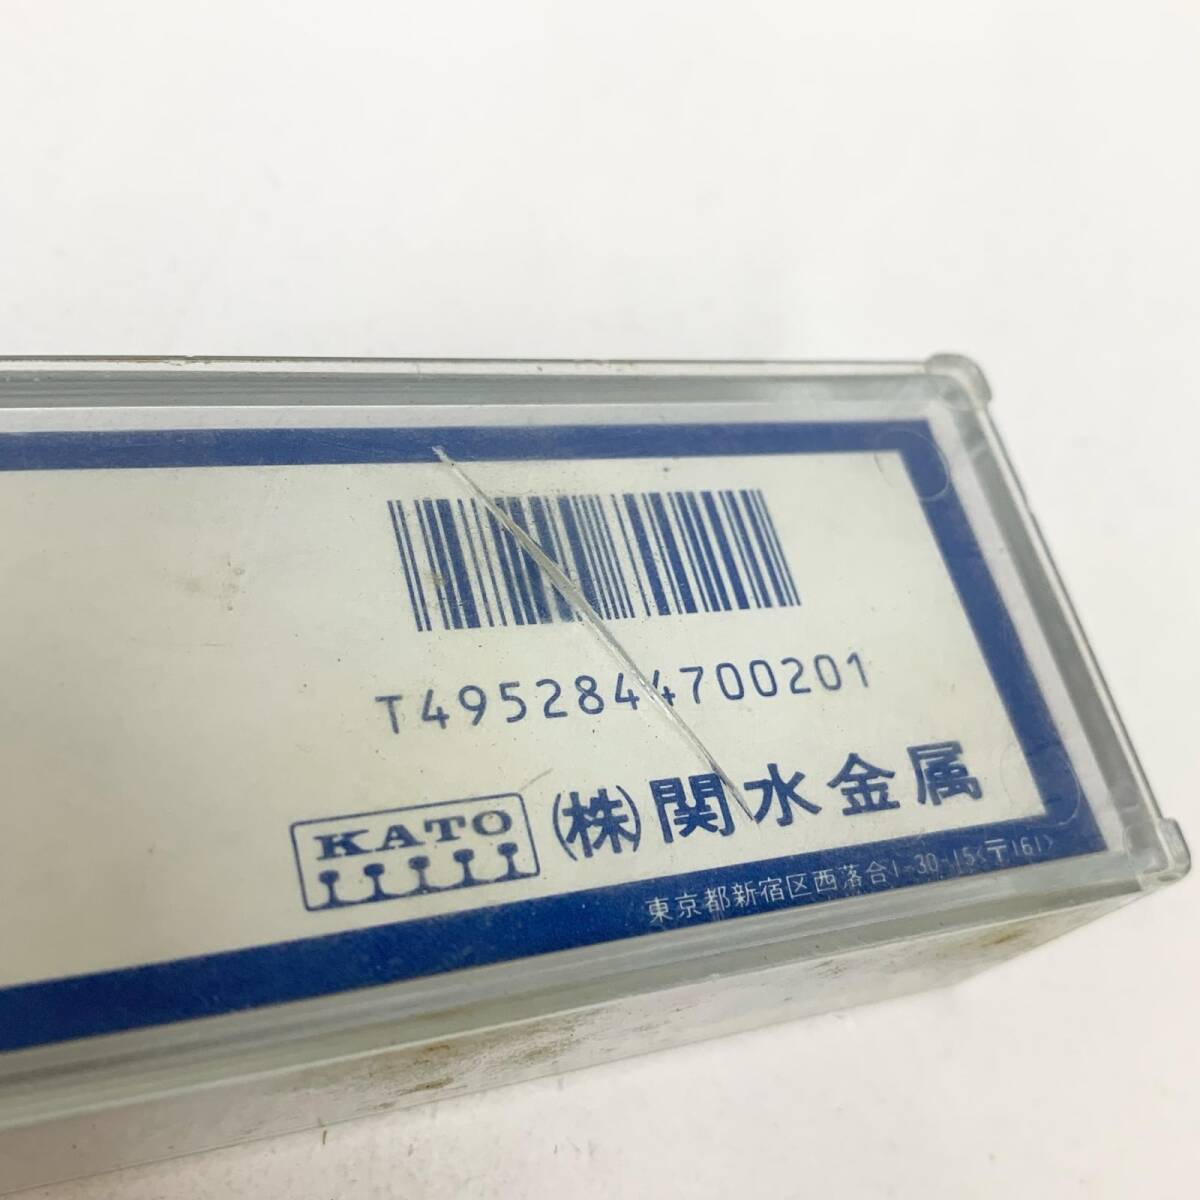 T4952844700201
KATO
(株)関水金属
東京都新宿区西落合1-30-15〈〒161〉